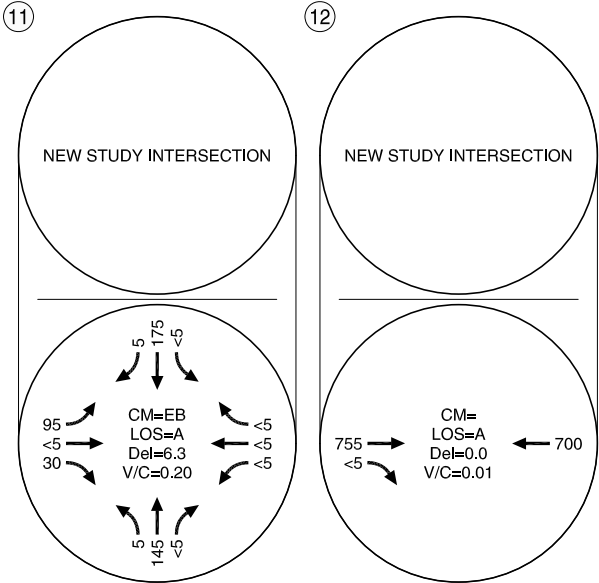 11
12
NEW STUDY INTERSECTION
NEW STUDY INTERSECTION
5
175
<5
95
<5
30
CM=EB
LOS=A
Del=6.3
V/C=0.20
<5
<5
<5
5
145
<5
755
<5
CM=
LOS=A
Del=0.0
V/C=0.01
700